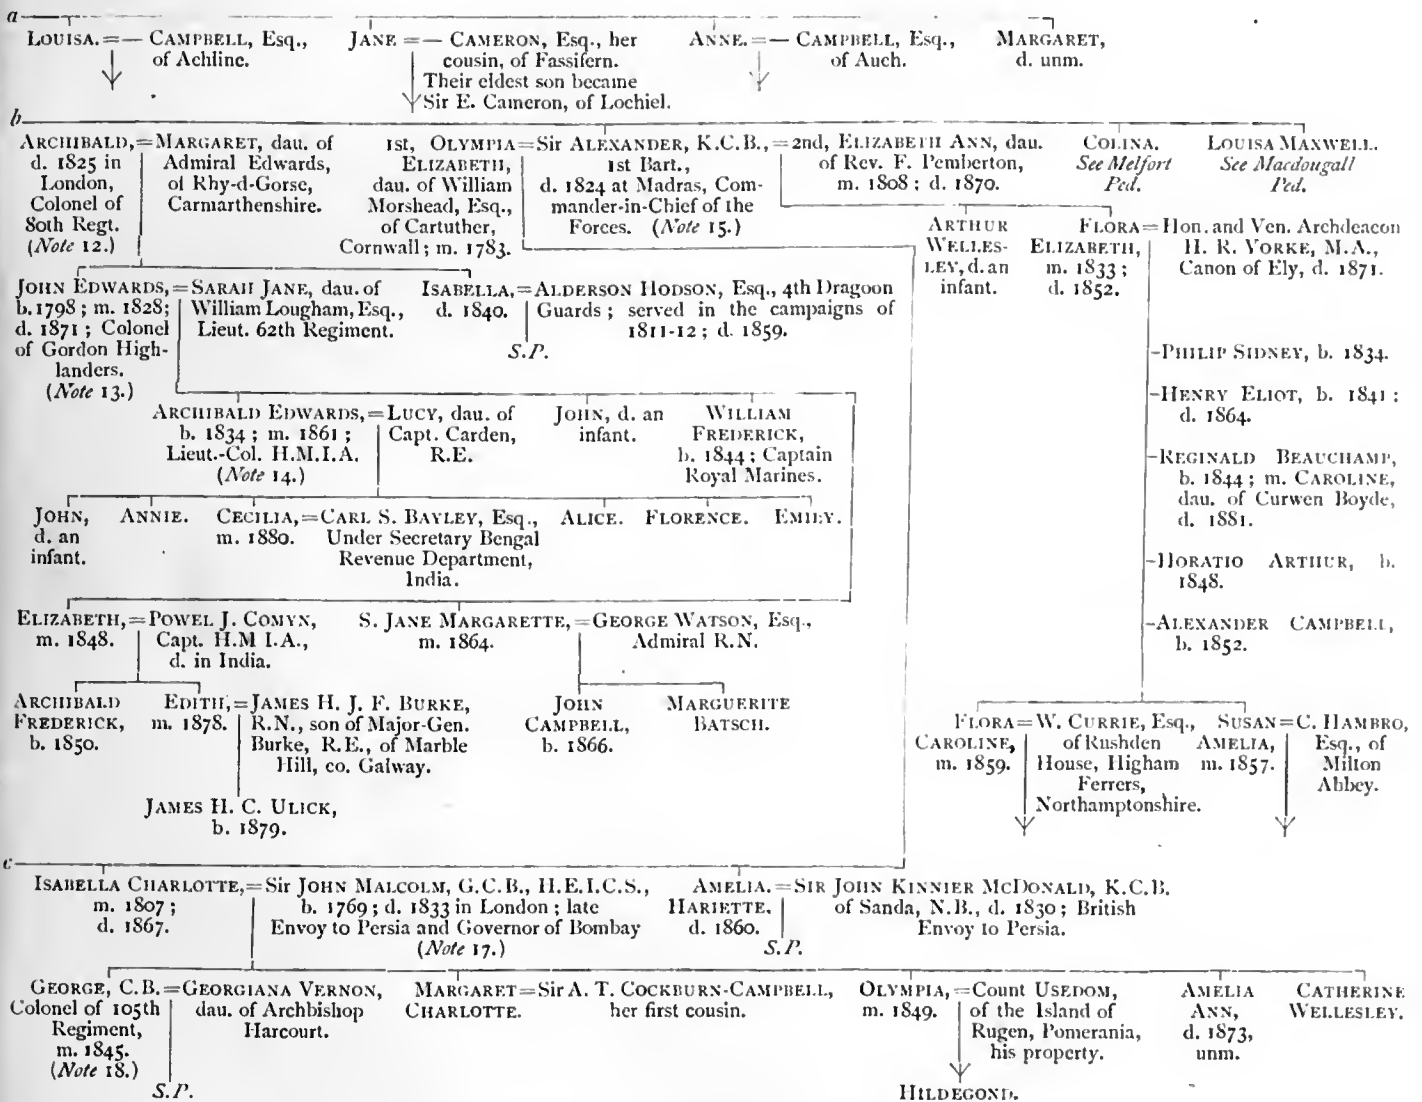 a
LOUISA. = — CAMPBELL, Esq.,
of Achline.
JANE = — CAMERON, Esq., her
cousin, of Fassifern.
Their eldest son became
Sir E. Cameron, of Lochiel.
ANNE. = — CAMPBELL, Esq.,
of Auch.
MARGARET,
d. unm.
b
ARCHIBALD,
d. 1825 in
London,
Colonel of
80th Regt.
(Note 12.)
=MARGARET, dau. of
Admiral Edwards,
of Rhy-d-Gorse,
Carmarthenshire.
1st, OLYMPIA
ELIZABETH,
dau. of William
Morshead, Esq.,
of Cartuther,
Cornwall; m. 1783.
=Sir ALEXANDER, K.C.B.,
1st Bart.,
d. 1824 at Madras, Com-
mander-in-Chief of the
Forces. (Note 15.)
=2nd, ELIZABETH ANN, dau.
of Rev. F. Pemberton,
m. 1808; d. 1870.
COLINA.
See Melfort
Ped.
LOUISA MAXWELL.
See Macdougall
Ped.
ARTHUR
WELLES-
LEY, d. an
infant.
FLORA
ELIZABETH,
m. 1833;
d. 1852.
=Hon. and Ven. Archdeacon
H. R. YORKE, M.A.,
Canon of Ely, d. 1871.
JOHN EDWARDS,
b. 1798; m. 1828;
d. 1871; Colonel
of Gordon High-
landers.
(Note 13.)
=SARAH JANE, dau. of
William Lougham, Esq.,
Lieut. 62th Regiment.
ISABELLA,
d. 1840.
=ALDERSON HODSON, Esq., 4th Dragoon
Guards; served in the campaigns of
1811-12; d. 1859.
S.P.
-PHILIP SIDNEY, b. 1834.
-HENRY ELIOT, b. 1841:
d. 1864.
-REGINALD BEAUCHAMP,
b. 1844; m. CAROLINE,
dau. of Curwen Boyde,
d. 1881.
-HORATIO ARTHUR, b.
1848.
-ALEXANDER CAMPBELL,
b. 1852.
ARCHIBALD EDWARDS,
b. 1834; m. 1861;
Lieut.-Col. H.M.I.A.
(Note 14.)
=LUCY, dau. of
Capt. Carden,
R.E.
JOHN, d. an
infant.
WILLIAM
FREDERICK,
b. 1844; Captain
Royal Marines.
JOHN,
d. an
infant.
ANNIE.
CECILIA,
m. 1880.
=CARL S. BAYLEY, Esq.,
Under Secretary Bengal
Revenue Department,
India.
ALICE.
FLORENCE.
EMILY.
ELIZABETH,
m. 1848.
=POWEL J. COMYN,
Capt. H.M I.A.,
d. in India.
S. JANE MARGARETTE,
m. 1864.
=GEORGE WATSON, Esq.,
Admiral R.N.
ARCHIBALD
FREDERICK,
b. 1850.
EDITH,
m. 1878.
=JAMES H. J. F. BURKE,
R.N., son of Major-Gen.
Burke, R.E., of Marble
Hill, co. Galway.
JOHN
CAMPBELL,
b. 1866.
MARGUERITE
BATSCH.
JAMES H. C. ULICK,
b. 1879.
FLORA
CAROLINE,
m. 1859.
=W. CURRIE, Esq.,
of Rushden
House, Higham
Ferrers,
Northamptonshire.
SUSAN
AMELIA,
m. 1857.
=C. HAMBRO,
Esq., of
Milton
Abbey.
c
ISABELLA CHARLOTTE,
m. 1807;
d. 1867.
=Sir JOHN MALCOLM, G.C.B., H.E.I.C.S.,
b. 1769; d. 1833 in London; late
Envoy to Persia and Governor of Bombay
(Note 17.)
AMELIA.
HARIETTE,
d. 1860.
=SIR JOHN KINNIER MCDONALD, K.C.B.
of Sanda, N.B., d. 1830; British
Envoy to Persia.
S.P.
GEORGE, C.B.
Colonel of 105th
Regiment,
m. 1845.
(Note 18.)
=GEORGIANA VERNON,
dau. of Archbishop
Harcourt.
S.P.
MARGARET
CHARLOTTE.
=Sir A. T. COCKBURN-CAMPBELL,
her first cousin.
OLYMPIA,
m. 1849.
=Count USEDOM,
of the Island of
Rugen, Pomerania,
his property.
HILDEGOND.
AMELIA
ANN,
d. 1873,
unm.
CATHERINE
WELLESLEY.